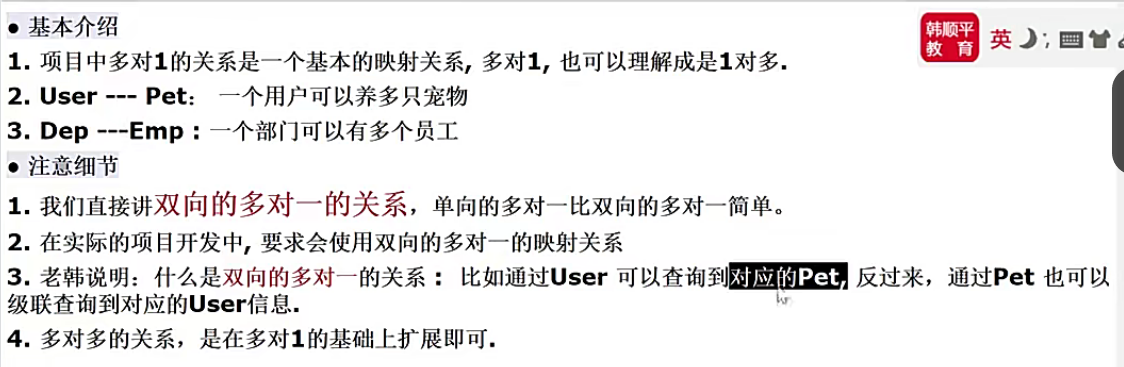 ● 基本介绍
韩顺平
教 育
英
1. 项目中多对1的关系是一个基本的映射关系, 多对1, 也可以理解成是1对多.
2. User --- Pet： 一个用户可以养多只宠物
3. Dep ---Emp : 一个部门可以有多个员工
● 注意细节
1. 我们直接讲双向的多对一的关系，单向的多对一比双向的多对一简单。
2. 在实际的项目开发中, 要求会使用双向的多对一的映射关系
3. 老韩说明：什么是双向的多对一的关系 : 比如通过User 可以查询到对应的Pet, 反过来，通过Pet 也可以
级联查询到对应的User信息.
4. 多对多的关系，是在多对1的基础上扩展即可.